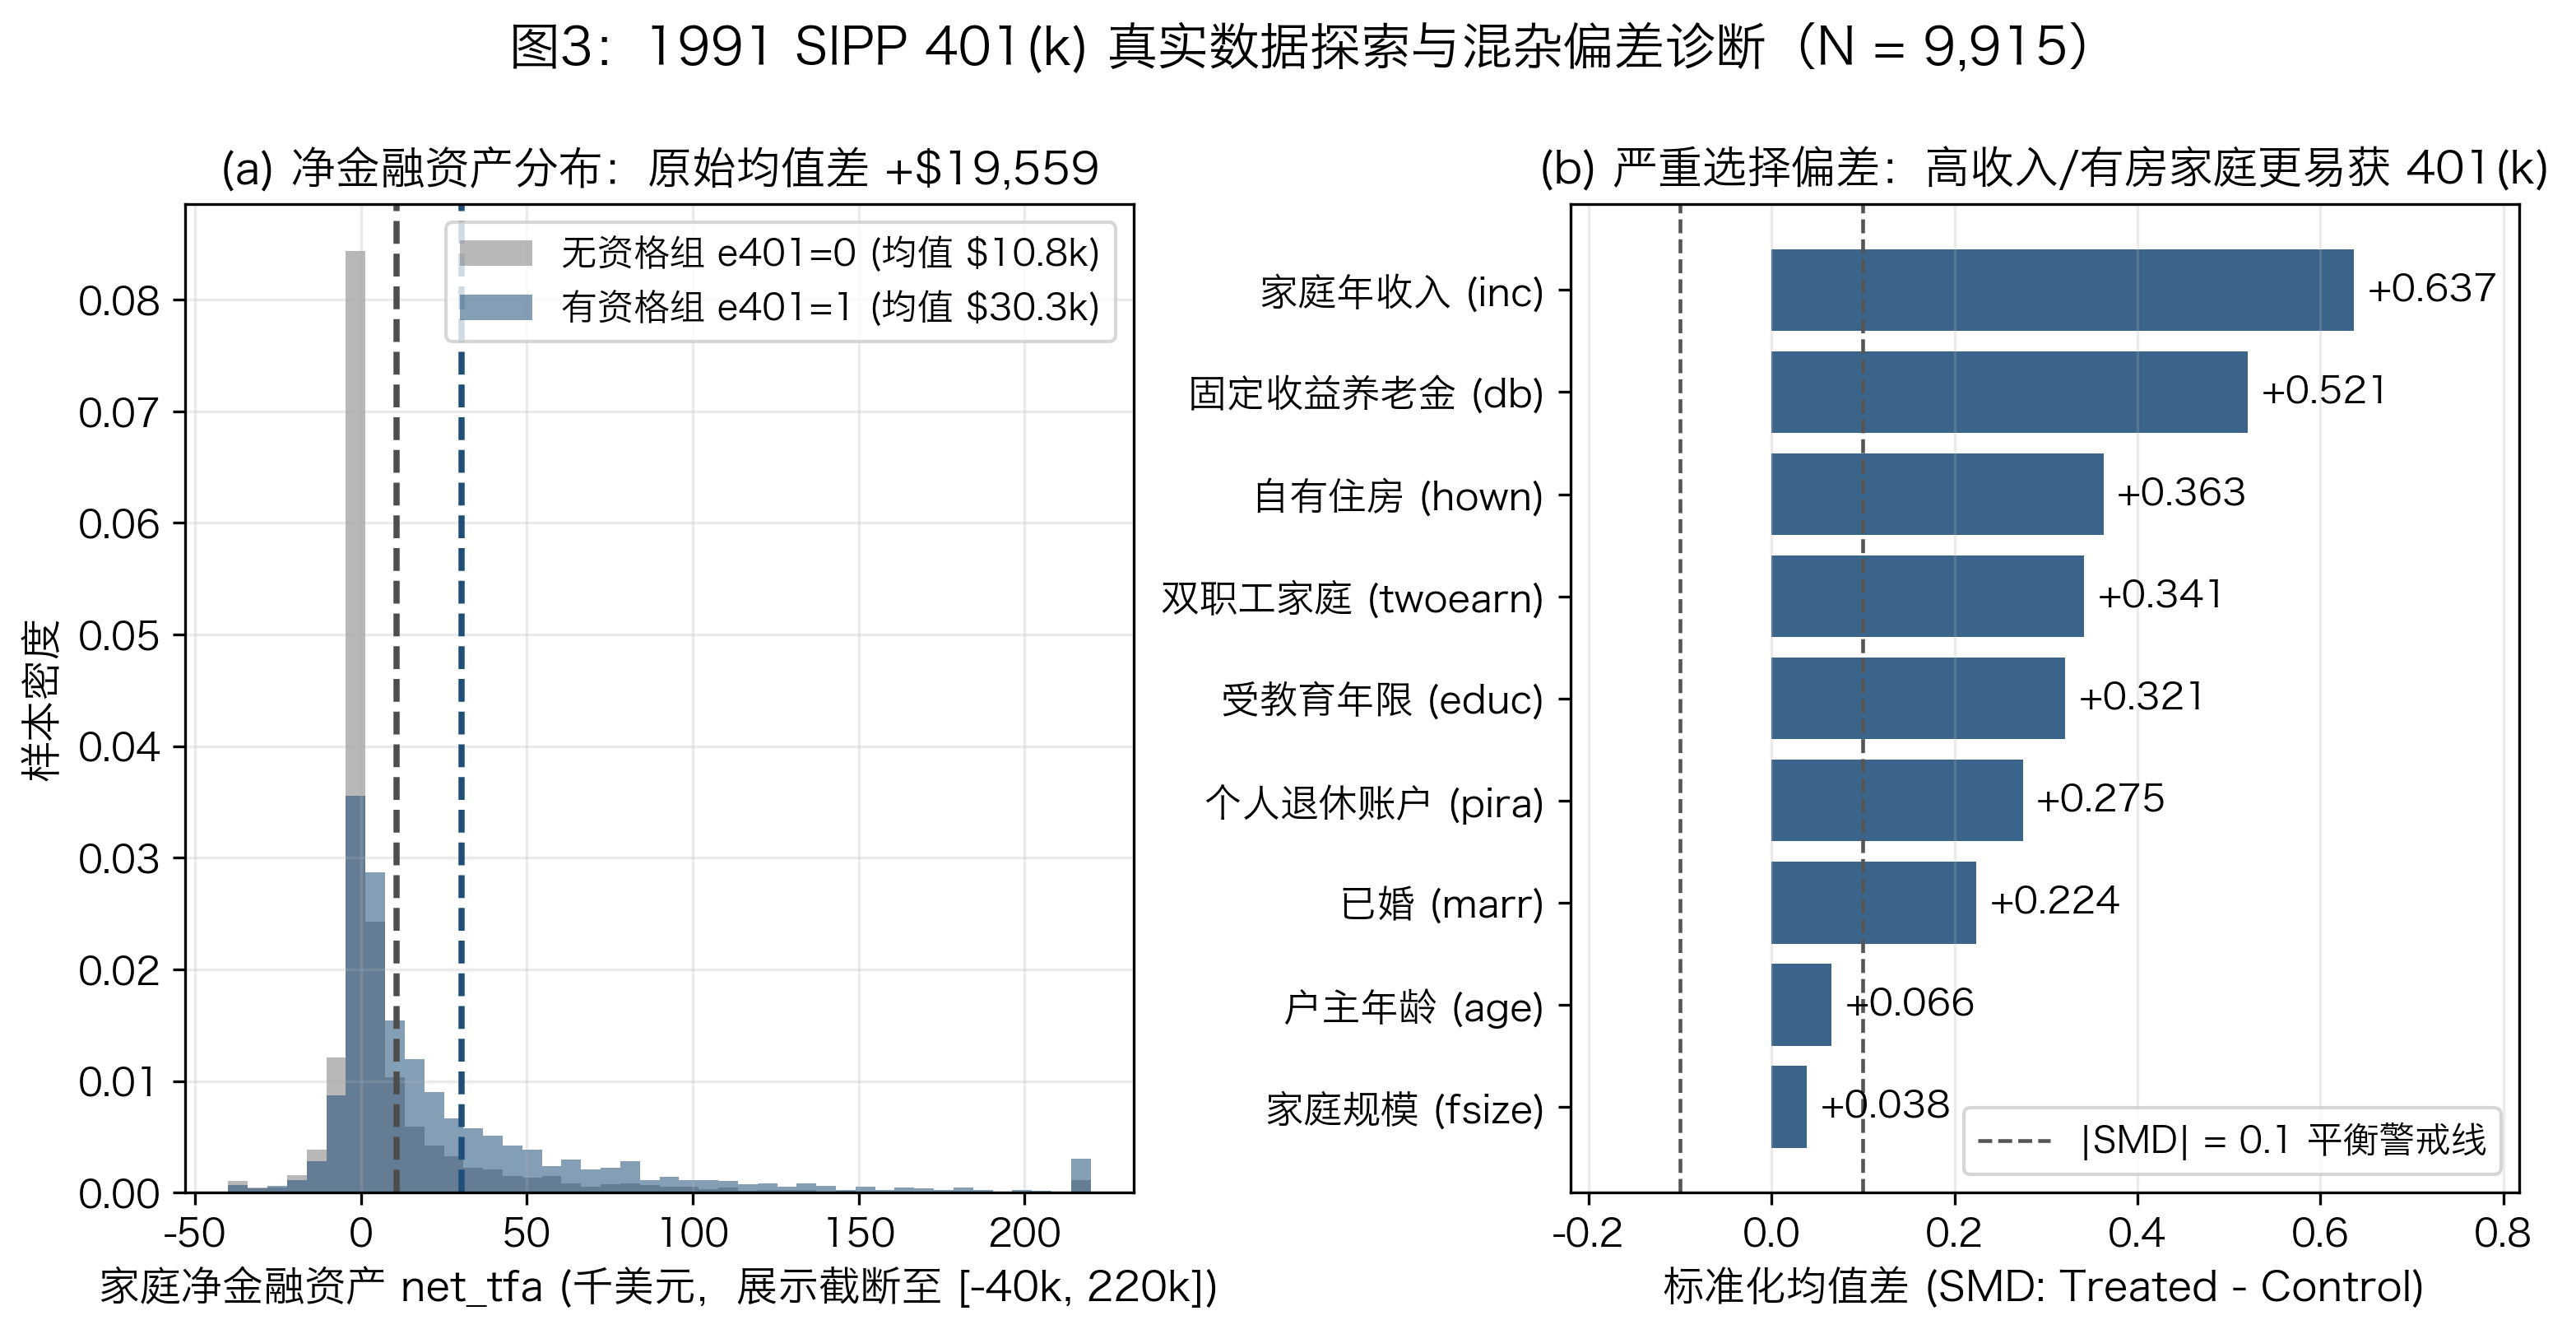 图3：1991 SIPP 401(k) 真实数据探索与混杂偏差诊断（N = 9,915）
(a) 净金融资产分布：原始均值差 +$19,559
无资格组 e401=0 (均值 $10.8k)
有资格组 e401=1 (均值 $30.3k)
样本密度
0.08
0.07
0.06
0.05
0.04
0.03
0.02
0.01
0.00
-50 0 50 100 150 200
家庭净金融资产 net_tfa (千美元，展示截断至 [-40k, 220k])
(b) 严重选择偏差：高收入/有房家庭更易获 401(k)
家庭年收入 (inc) +0.637
固定收益养老金 (db) +0.521
自有住房 (hown) +0.363
双职工家庭 (twoearn) +0.341
受教育年限 (educ) +0.321
个人退休账户 (pira) +0.275
已婚 (marr) +0.224
户主年龄 (age) +0.066
家庭规模 (fsize) +0.038
|SMD| = 0.1 平衡警戒线
-0.2 0.0 0.2 0.4 0.6 0.8
标准化均值差 (SMD: Treated - Control)